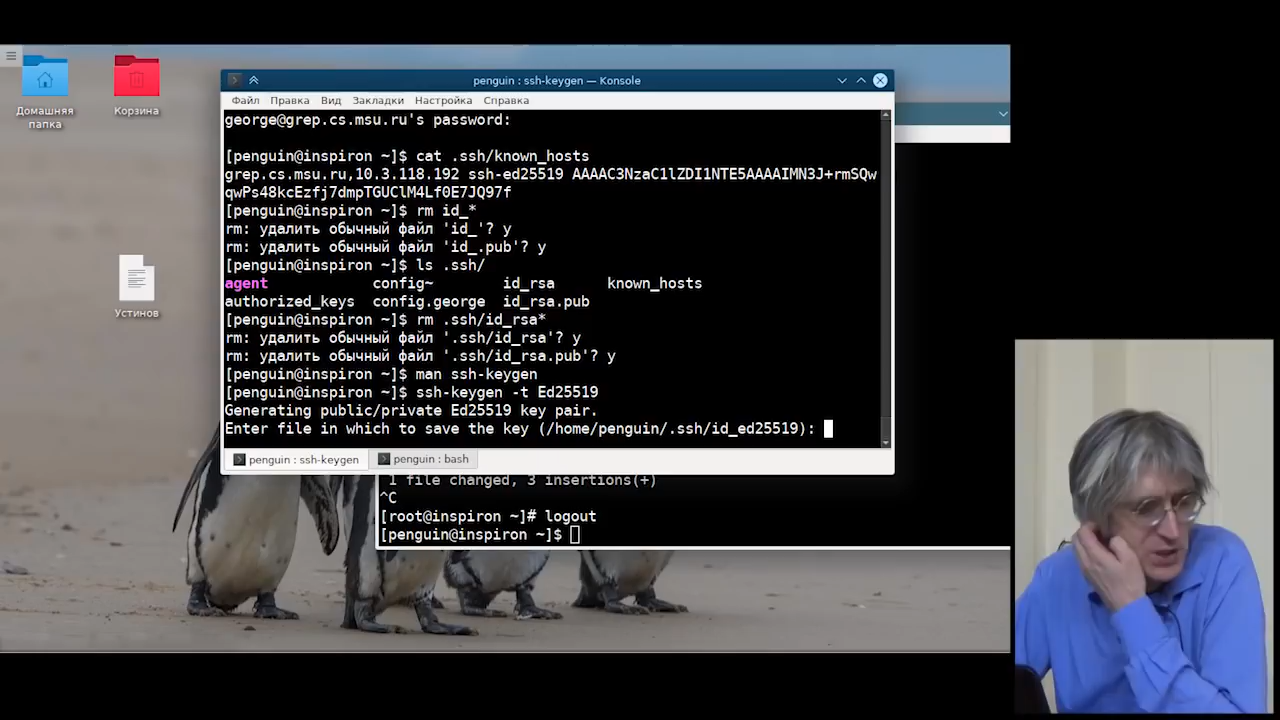 Домашняя
папка
Корзина
Устинов
penguin : ssh-keygen — Konsole
Файл Правка Вид Закладки Настройка Справка
george@grep.cs.msu.ru's password:
[penguin@inspiron ~]$ cat .ssh/known_hosts
grep.cs.msu.ru,10.3.118.192 ssh-ed25519 AAAAC3NzaC1lZDI1NTE5AAAAIMN3J+rmSQw
qwPs48kcEzfj7dmpTGUClM4Lf0E7JQ97f
[penguin@inspiron ~]$ rm id_*
rm: удалить обычный файл 'id_'? y
rm: удалить обычный файл 'id_.pub'? y
[penguin@inspiron ~]$ ls .ssh/
agent config~ id_rsa known_hosts
authorized_keys config.george id_rsa.pub
[penguin@inspiron ~]$ rm .ssh/id_rsa*
rm: удалить обычный файл '.ssh/id_rsa'? y
rm: удалить обычный файл '.ssh/id_rsa.pub'? y
[penguin@inspiron ~]$ man ssh-keygen
[penguin@inspiron ~]$ ssh-keygen -t Ed25519
Generating public/private Ed25519 key pair.
Enter file in which to save the key (/home/penguin/.ssh/id_ed25519):
penguin : ssh-keygen penguin : bash
1 file changed, 3 insertions(+)
^C
[root@inspiron ~]# logout
[penguin@inspiron ~]$